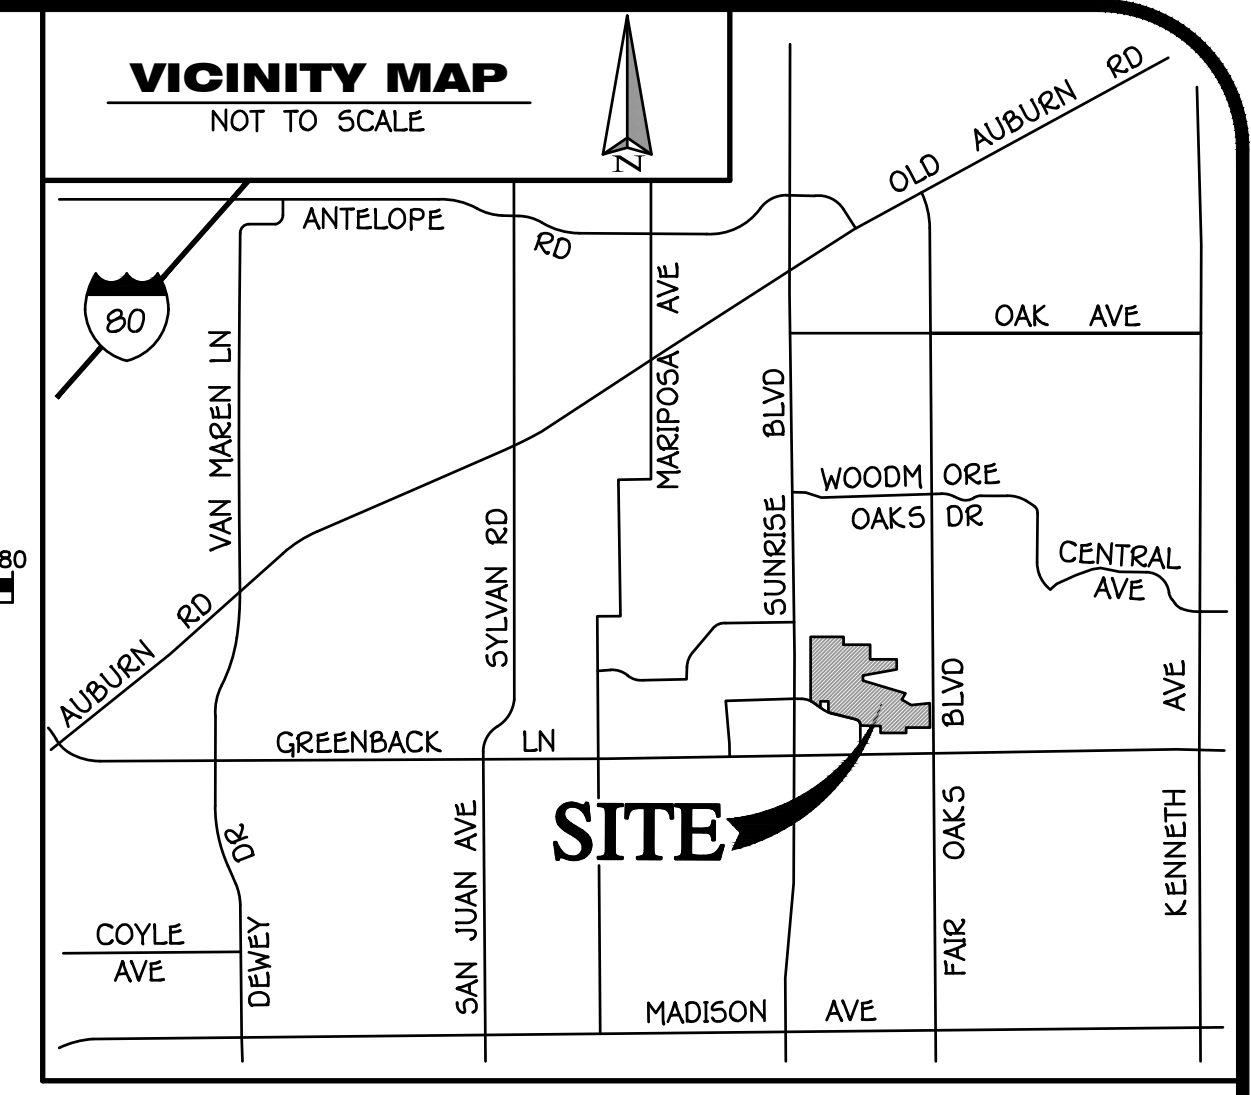 VICINITY MAP
NOT TO SCALE
N
OLD AUBURN RD
ANTELOPE RD
80
OAK AVE
VAN MAREN LN
MARIPOSA AVE
SUNRISE BLVD
WOODM ORE
OAKS DR
CENTRAL
AVE
80
SYLVAN RD
AUBURN RD
GREENBACK LN
SITE
FAIR OAKS BLVD
KENNETH AVE
SAN JUAN AVE
DEWEY DR
COYLE
AVE
MADISON AVE